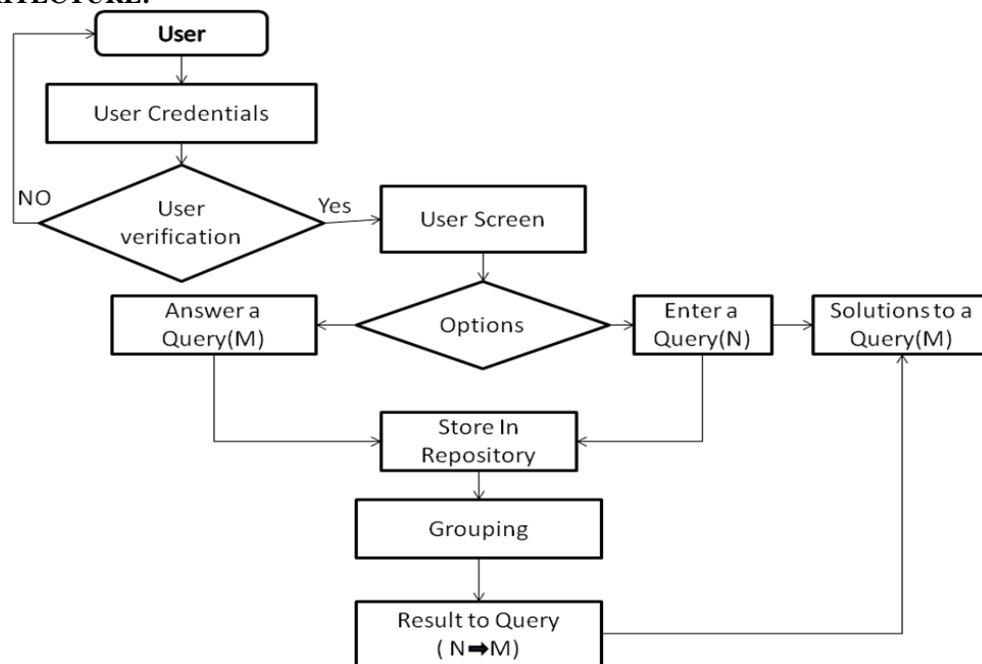 User
User Credentials
NO
User
verification
Yes
User Screen
Answer a
Query(M)
Options
Enter a
Query(N)
Solutions to a
Query(M)
Store In
Repository
Grouping
Result to Query
( N➡M)